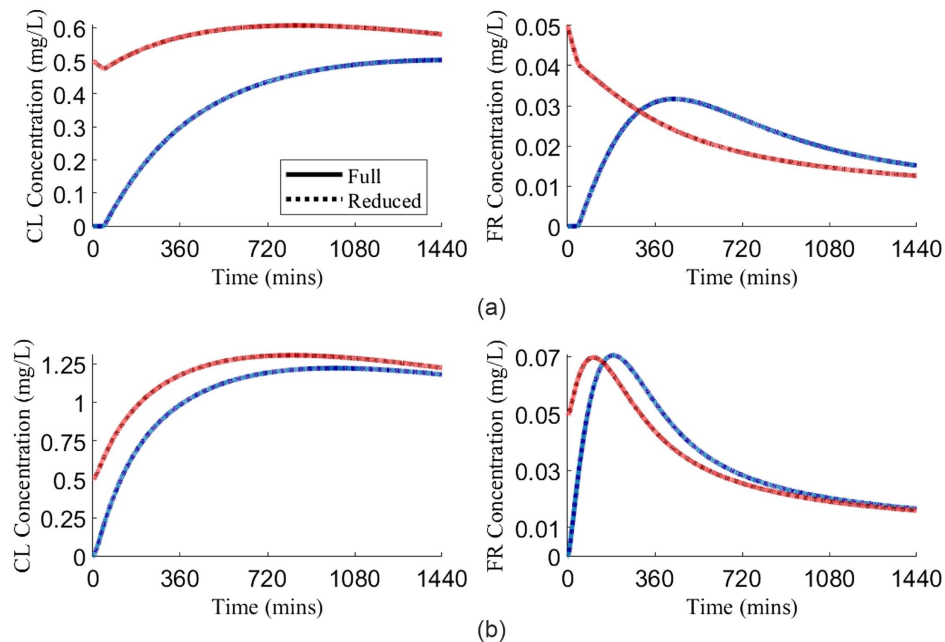 CL Concentration (mg/L)
0.6
0.5
0.4
0.3
0.2
0.1
0
0 360 720 1080 1440
Time (mins)
Full
Reduced
FR Concentration (mg/L)
0.05
0.04
0.03
0.02
0.01
0
0 360 720 1080 1440
Time (mins)
(a)
CL Concentration (mg/L)
1.25
1
0.75
0.5
0.25
0
0 360 720 1080 1440
Time (mins)
FR Concentration (mg/L)
0.07
0.05
0.03
0.01
0
0 360 720 1080 1440
Time (mins)
(b)